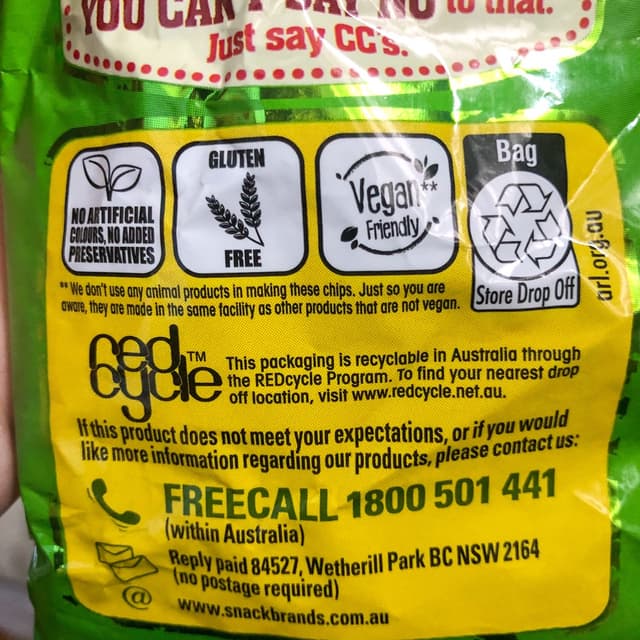 YOU CAN'T SAY NO to that.
Just say CC's.
NO ARTIFICIAL
COLOURS, NO ADDED
PRESERVATIVES
GLUTEN
FREE
Vegan**
Friendly
Bag
Store Drop Off
arl.org.au
** We don't use any animal products in making these chips. Just so you are
aware, they are made in the same facility as other products that are not vegan.
red
cycle™
This packaging is recyclable in Australia through
the REDcycle Program. To find your nearest drop
off location, visit www.redcycle.net.au.
If this product does not meet your expectations, or if you would
like more information regarding our products, please contact us:
FREECALL 1800 501 441
(within Australia)
Reply paid 84527, Wetherill Park BC NSW 2164
(no postage required)
@ www.snackbrands.com.au